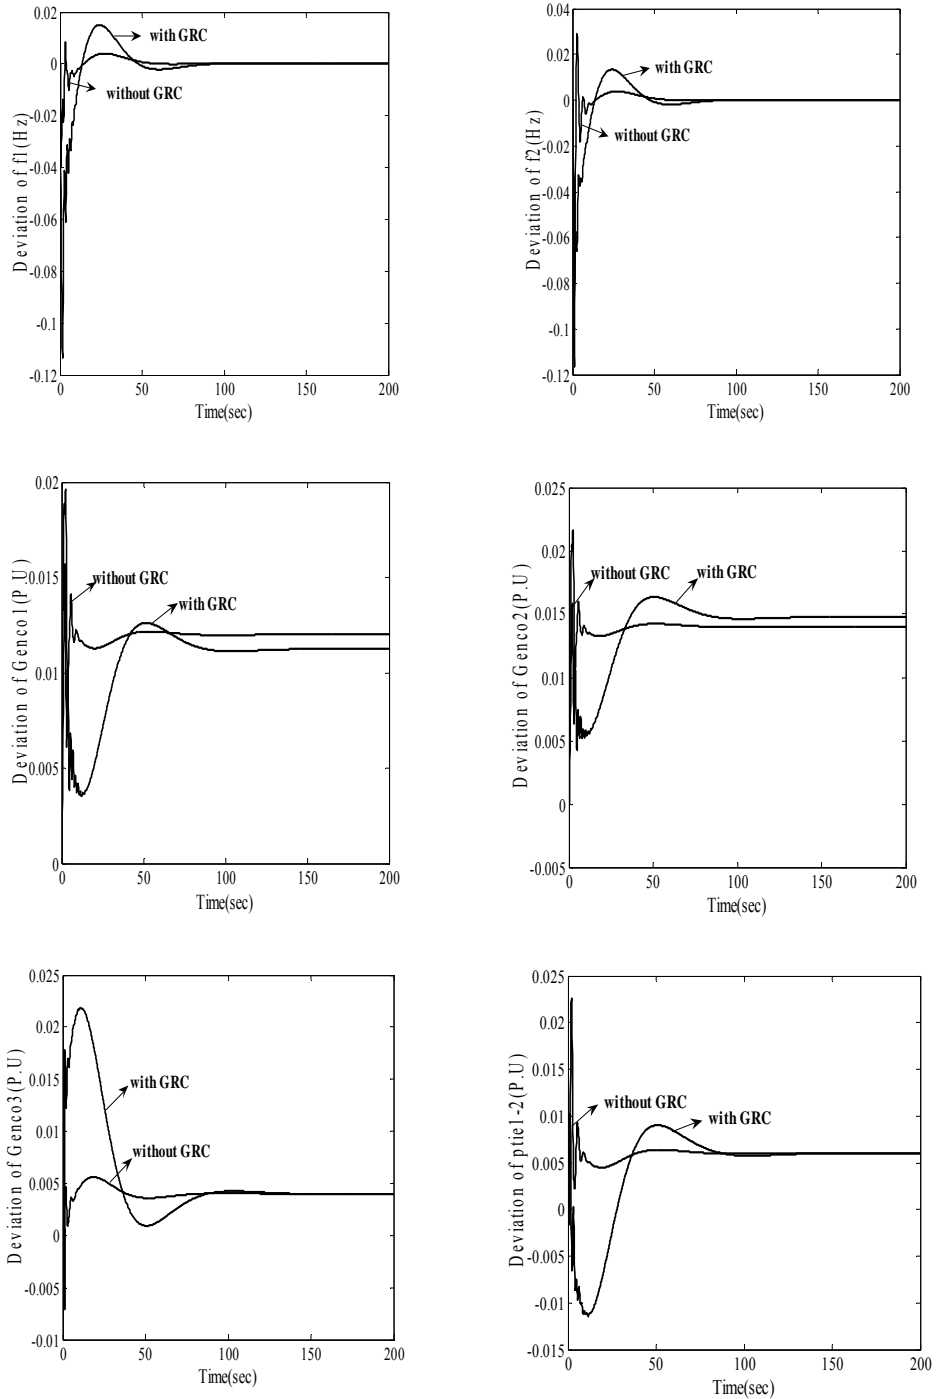 Deviation of f1(Hz)
0.02
0
-0.02
-0.04
-0.06
-0.08
-0.1
-0.12
with GRC
without GRC
0 50 100 150 200
Time(sec)
Deviation of f2(Hz)
0.04
0.02
0
-0.02
-0.04
-0.06
-0.08
-0.1
-0.12
with GRC
without GRC
0 50 100 150 200
Time(sec)
Deviation of Genco1(P.U)
0.02
0.015
0.01
0.005
0
without GRC
with GRC
0 50 100 150 200
Time(sec)
Deviation of Genco2(P.U)
0.025
0.02
0.015
0.01
0.005
0
-0.005
without GRC
with GRC
0 50 100 150 200
Time(sec)
Deviation of Genco3(P.U)
0.025
0.02
0.015
0.01
0.005
0
-0.005
-0.01
with GRC
without GRC
0 50 100 150 200
Time(sec)
Deviation of ptie1-2(P.U)
0.025
0.02
0.015
0.01
0.005
0
-0.005
-0.01
-0.015
without GRC
with GRC
0 50 100 150 200
Time(sec)